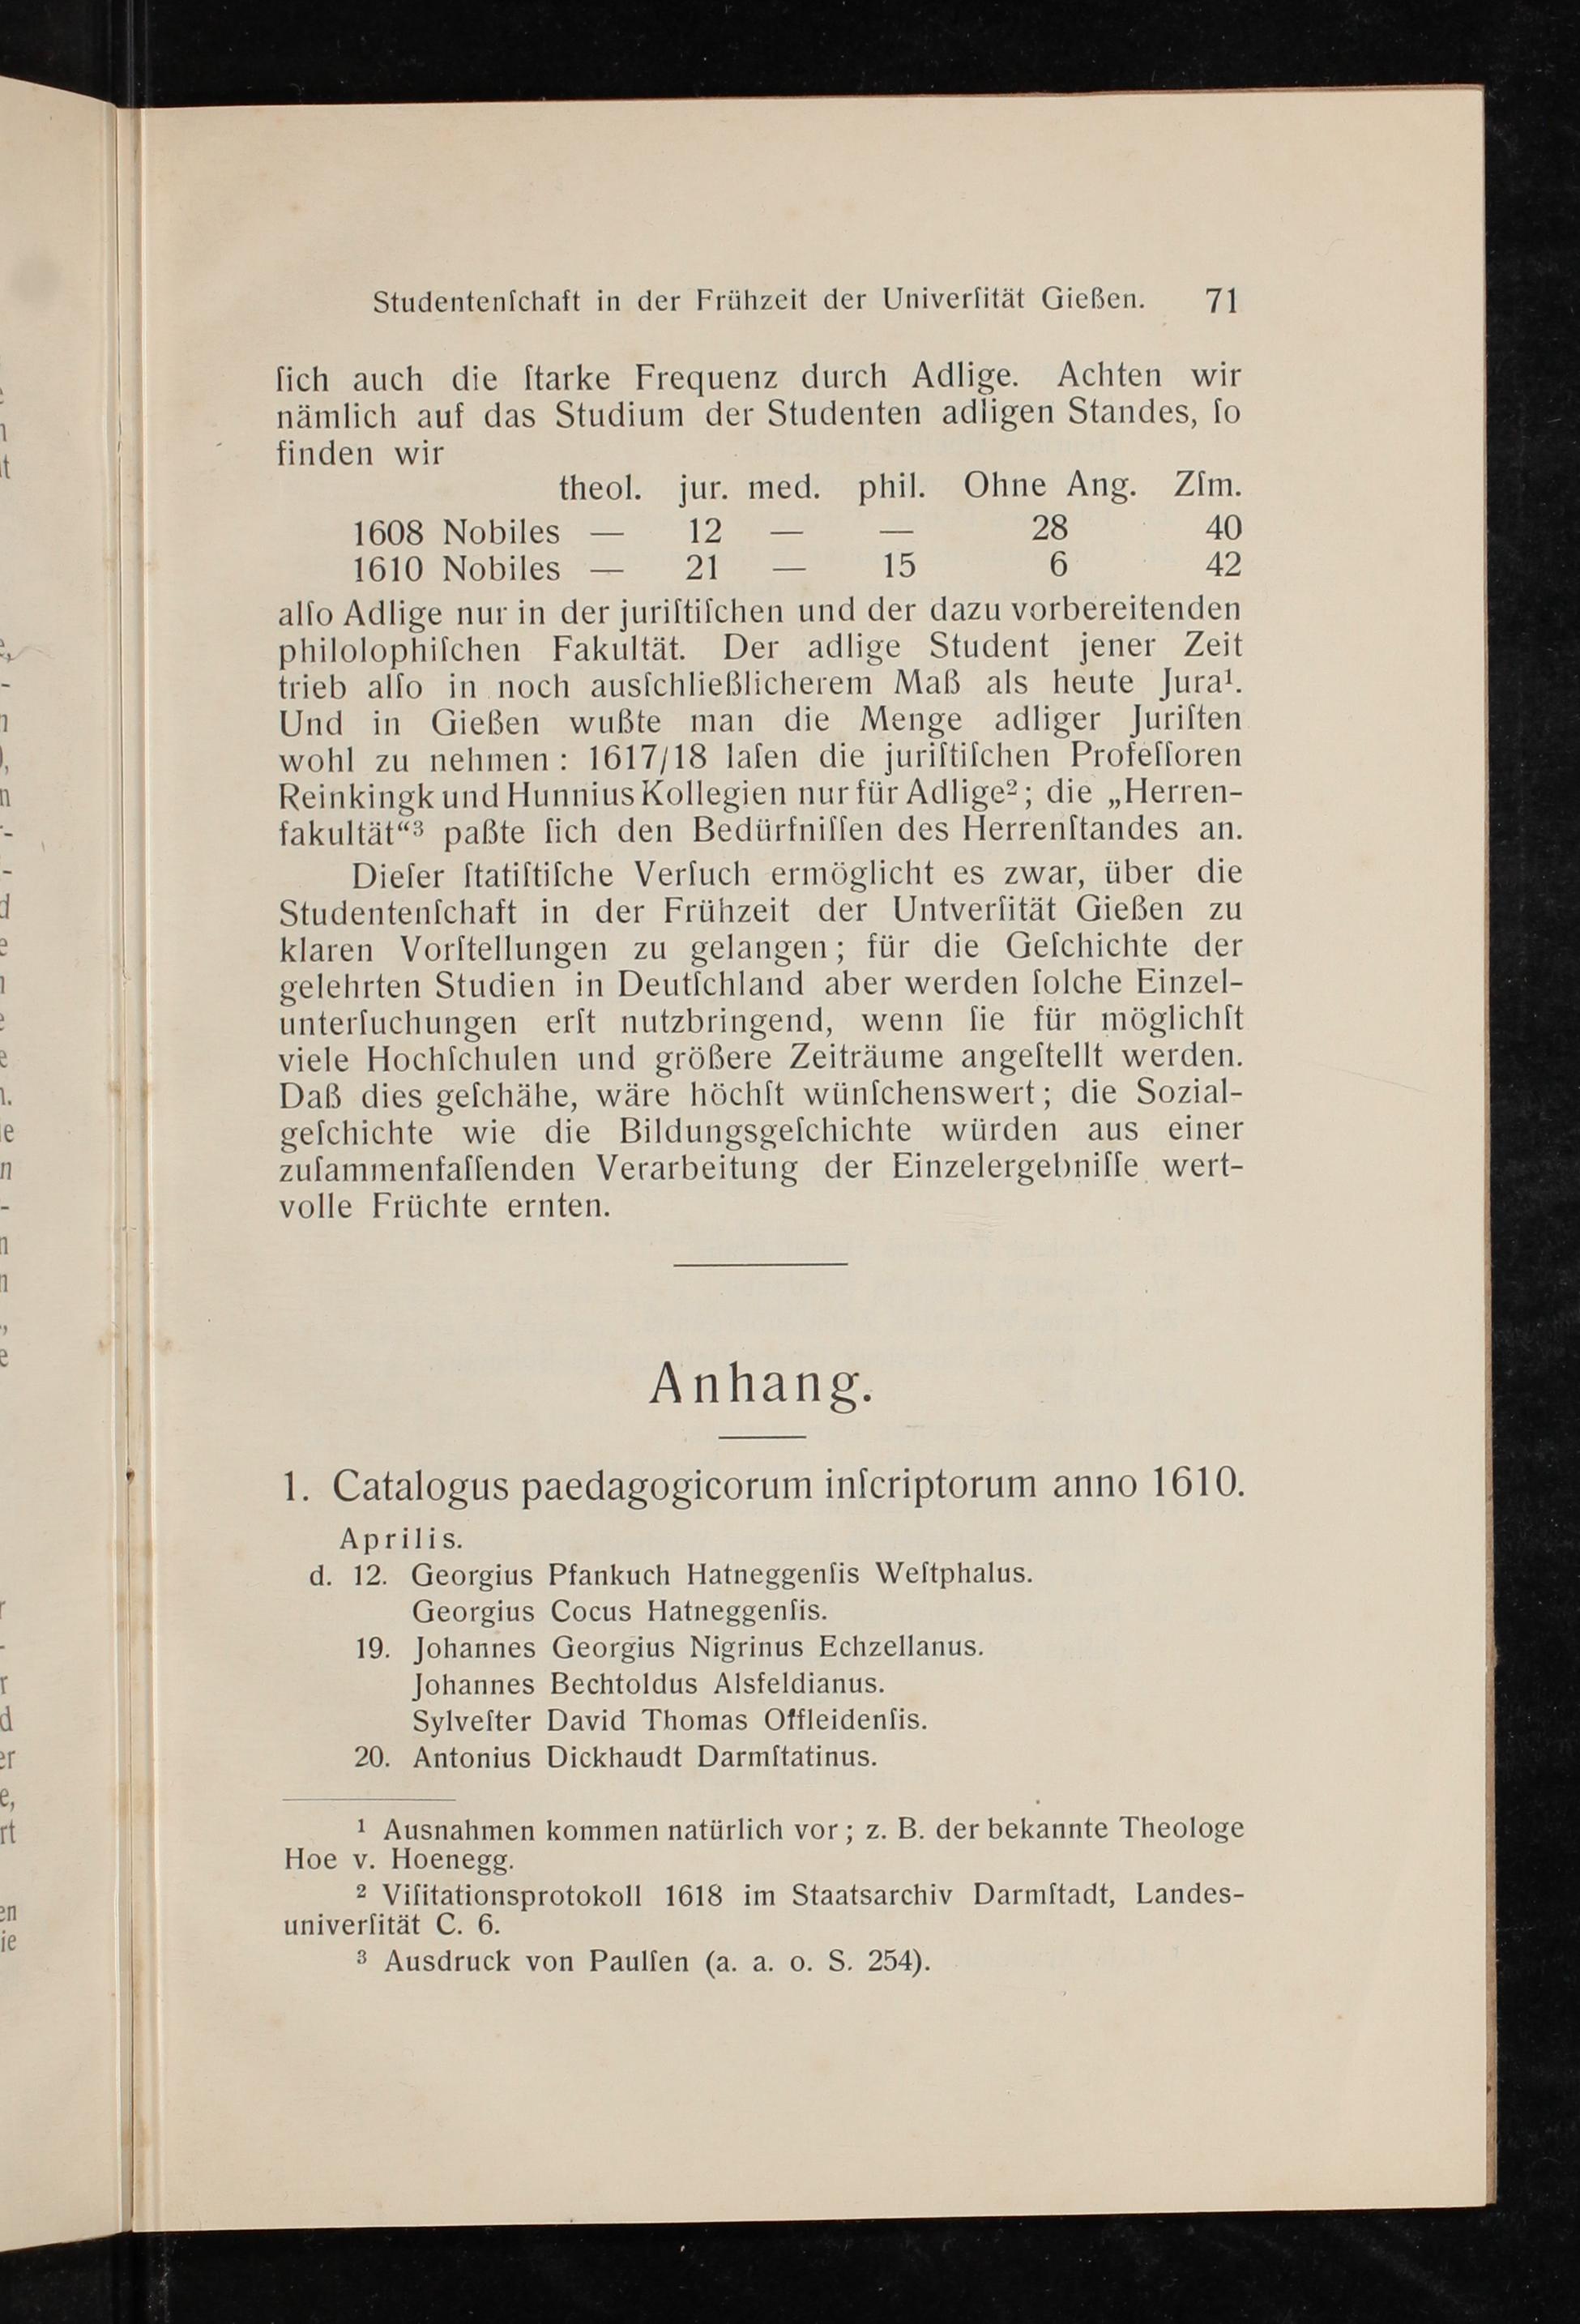 Studentenſchaft in der Frühzeit der Univerſität Gießen. 71
ſich auch die ſtarke Frequenz durch Adlige. Achten wir
nämlich auf das Studium der Studenten adligen Standes, ſo
finden wir
theol. jur. med. phil. Ohne Ang. Zſm.
1608 Nobiles — 12 — — 28 40
1610 Nobiles — 21 — 15 6 42
alſo Adlige nur in der juriſtiſchen und der dazu vorbereitenden
philoſophiſchen Fakultät. Der adlige Student jener Zeit
trieb alſo in noch ausſchließlicherem Maß als heute Jura¹.
Und in Gießen wußte man die Menge adliger Juriſten
wohl zu nehmen : 1617/18 laſen die juriſtiſchen Profeſſoren
Reinkingk und Hunnius Kollegien nur für Adlige²; die „Herren-
fakultät“³ paßte ſich den Bedürfniſſen des Herrenſtandes an.
Dieſer ſtatiſtiſche Verſuch ermöglicht es zwar, über die
Studentenſchaft in der Frühzeit der Untverſität Gießen zu
klaren Vorſtellungen zu gelangen; für die Geſchichte der
gelehrten Studien in Deutſchland aber werden ſolche Einzel-
unterſuchungen erſt nutzbringend, wenn ſie für möglichſt
viele Hochſchulen und größere Zeiträume angeſtellt werden.
Daß dies geſchähe, wäre höchſt wünſchenswert; die Sozial-
geſchichte wie die Bildungsgeſchichte würden aus einer
zuſammenfaſſenden Verarbeitung der Einzelergebniſſe wert-
volle Früchte ernten.
Anhang.
1. Catalogus paedagogicorum inſcriptorum anno 1610.
Aprilis.
d. 12. Georgius Pfankuch Hatneggenſis Weſtphalus.
Georgius Cocus Hatneggenſis.
19. Johannes Georgius Nigrinus Echzellanus.
Johannes Bechtoldus Alsfeldianus.
Sylveſter David Thomas Offleidenſis.
20. Antonius Dickhaudt Darmſtatinus.
¹ Ausnahmen kommen natürlich vor ; z. B. der bekannte Theologe
Hoe v. Hoenegg.
² Viſitationsprotokoll 1618 im Staatsarchiv Darmſtadt, Landes-
univerſität C. 6.
³ Ausdruck von Paulſen (a. a. o. S. 254).